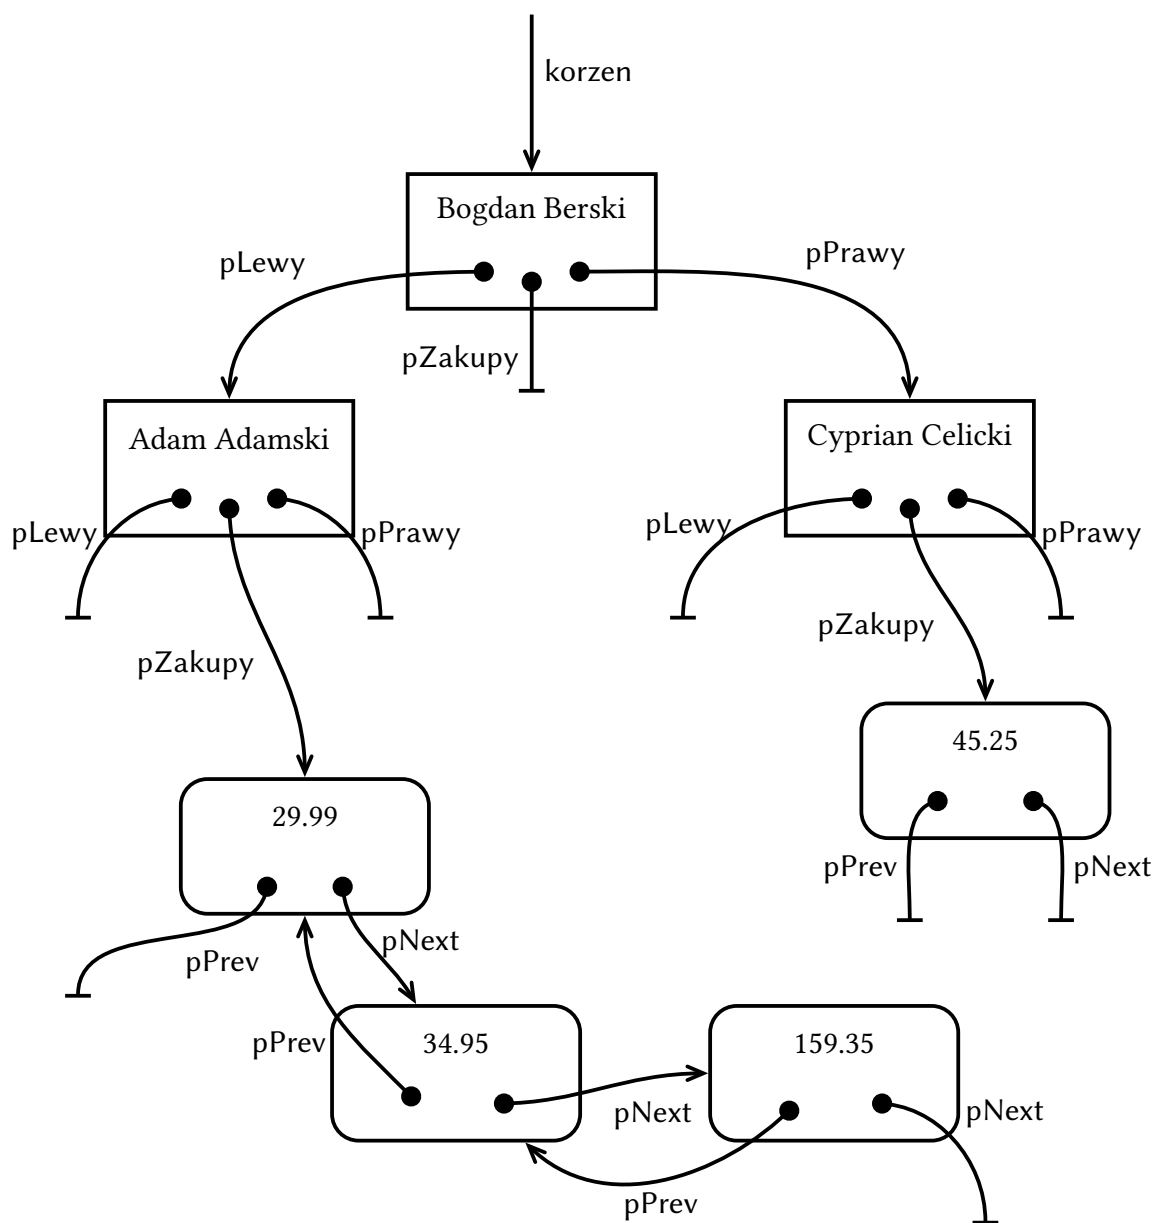 korzen
Bogdan Berski
pLewy
pPrawy
pZakupy
Adam Adamski
Cyprian Celicki
pLewy
pPrawy
pLewy
pPrawy
pZakupy
pZakupy
45.25
29.99
pPrev
pNext
pNext
pPrev
34.95
159.35
pPrev
pNext
pNext
pPrev